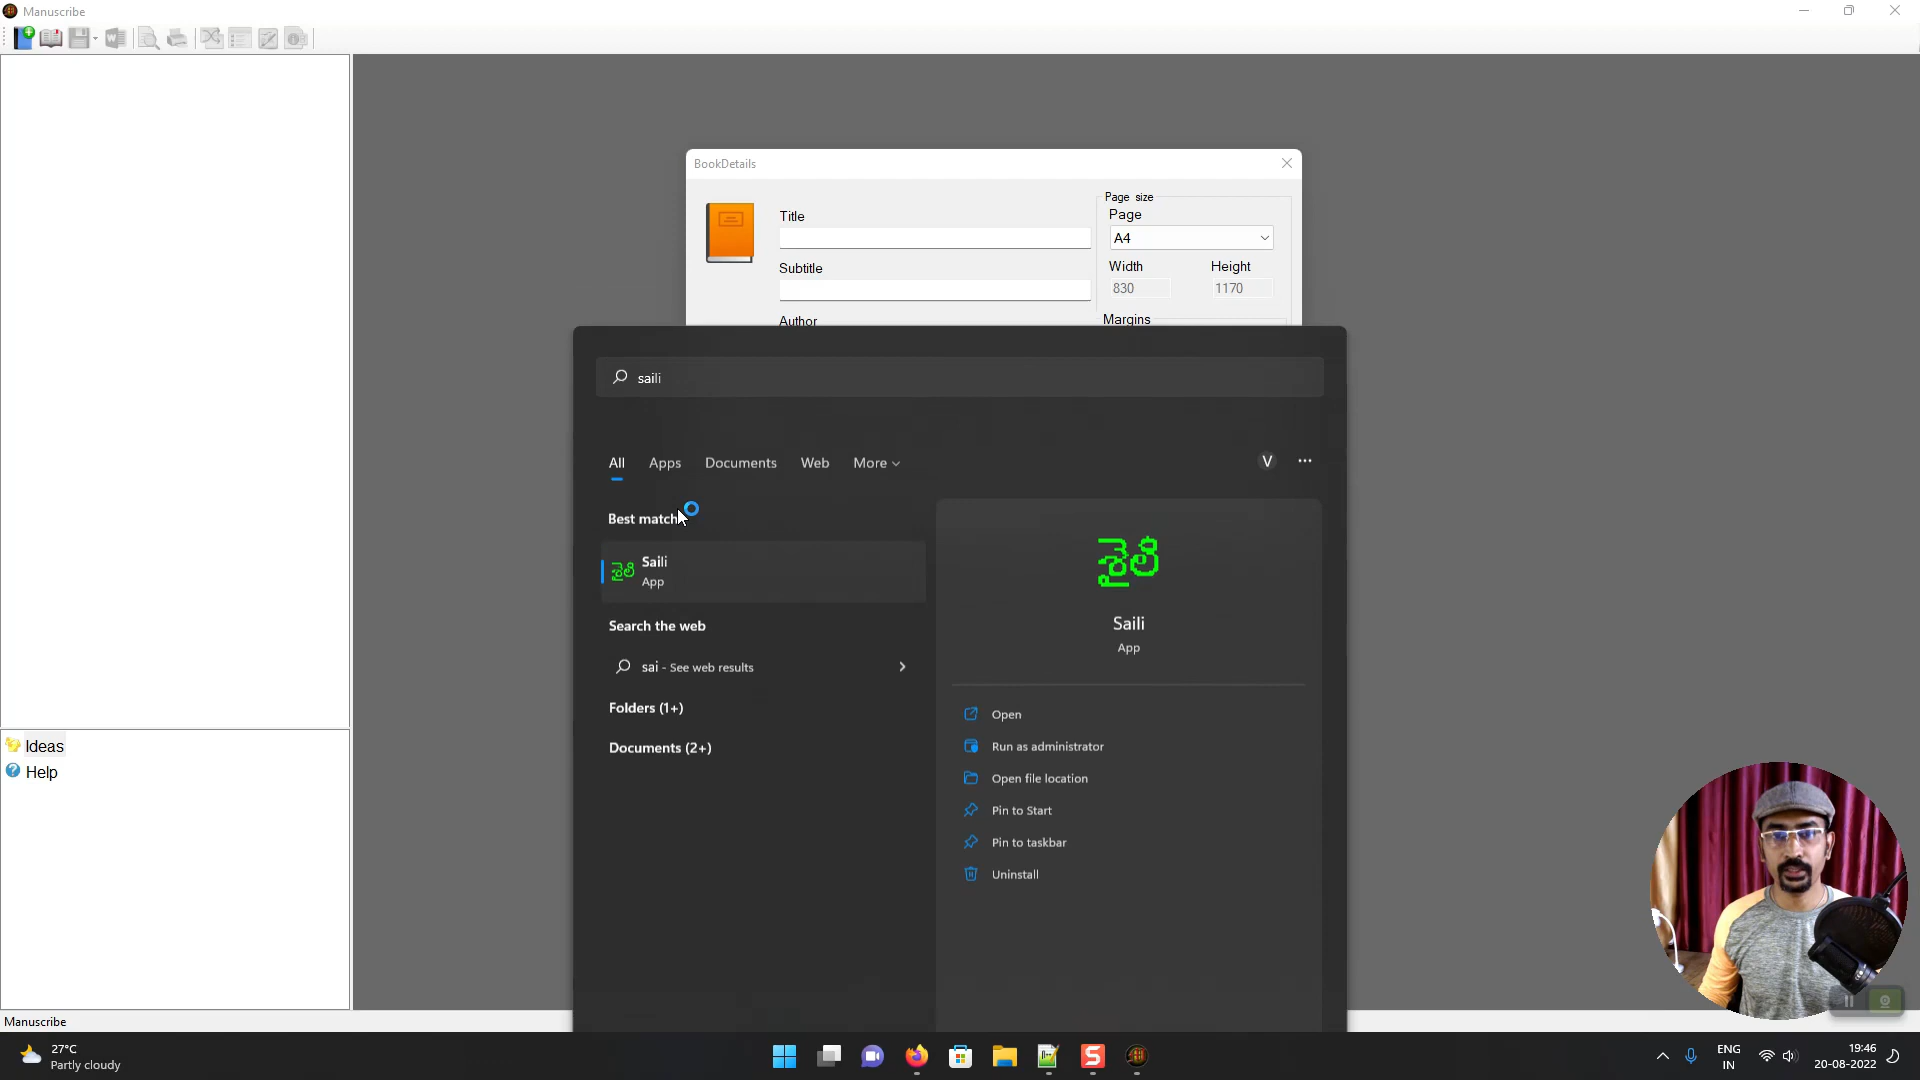 Manuscribe
BookDetails
Page size
Title
Page
A4
Subtitle
Width
Height
830
1170
Author
Margins
saili
All
Apps
Documents
Web
More
V
Best match
Saili
App
శైలి
శైలి
Saili
App
Search the web
sai - See web results
Folders (1+)
Documents (2+)
Open
Run as administrator
Open file location
Pin to Start
Pin to taskbar
Uninstall
Ideas
Help
Manuscribe
27°C
Partly cloudy
ENG
IN
19:46
20-08-2022